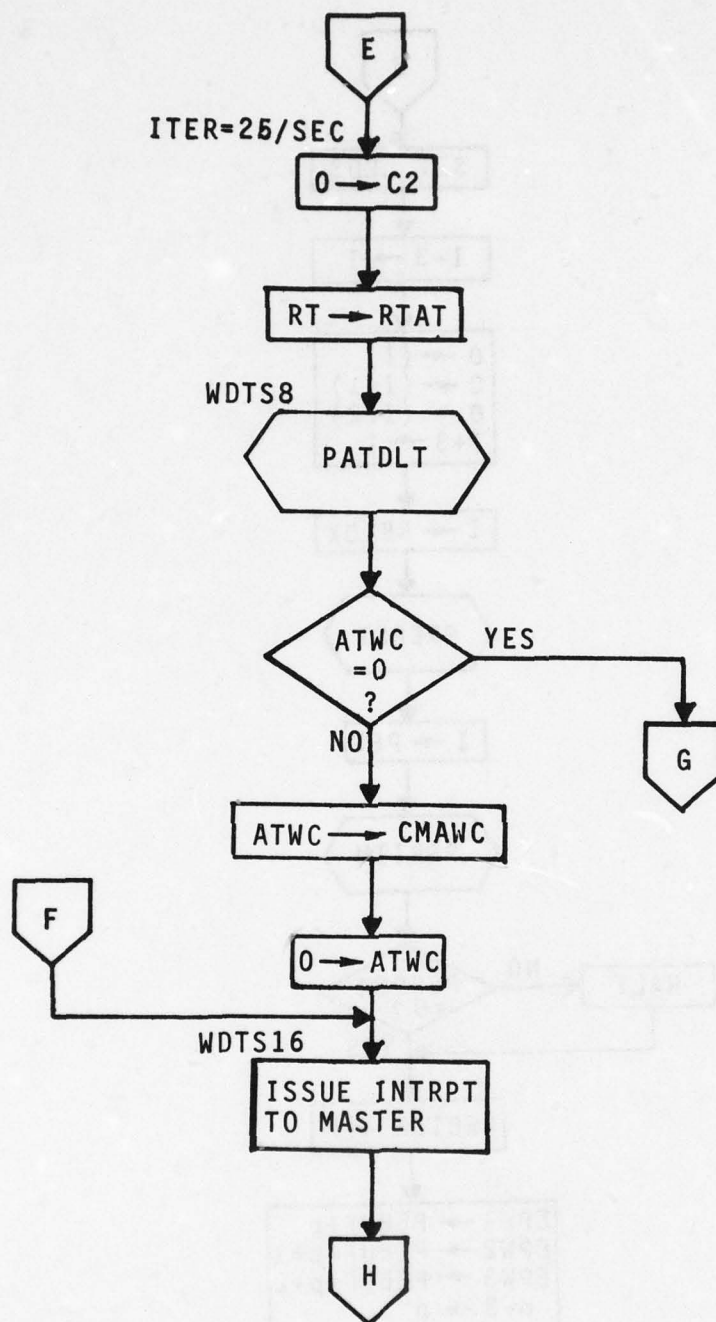 E
ITER=25/SEC
0 → C2
RT → RTAT
WDTS8
PATDLT
ATWC
=0
?
YES
NO
G
ATWC → CMAWC
F
0 → ATWC
WDTS16
ISSUE INTRPT
TO MASTER
H